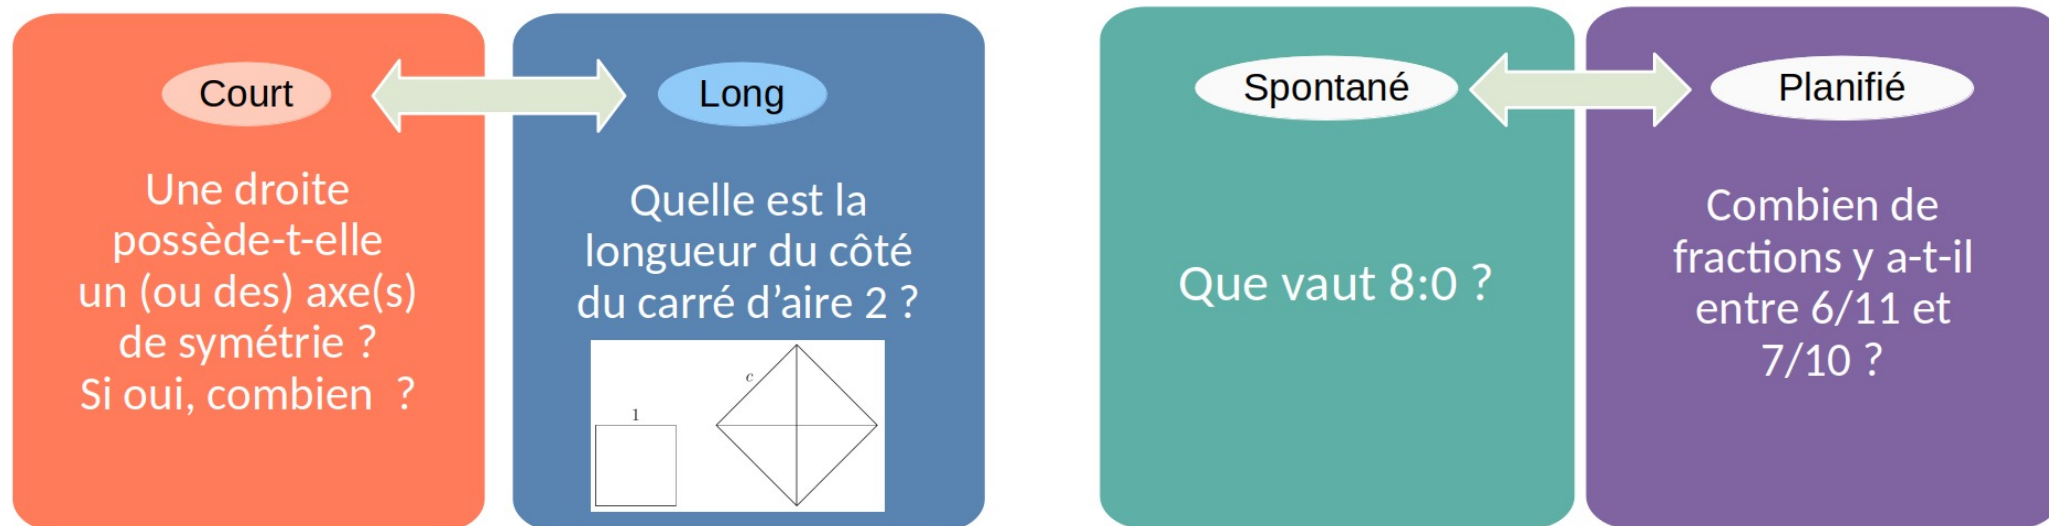 Court
Une droite
possède-t-elle
un (ou des) axe(s)
de symétrie ?
Si oui, combien  ?
Long
Quelle est la
longueur du côté
du carré d’aire 2 ?
c
1
Spontané
Que vaut 8:0 ?
Planifié
Combien de
fractions y a-t-il
entre 6/11 et
7/10 ?